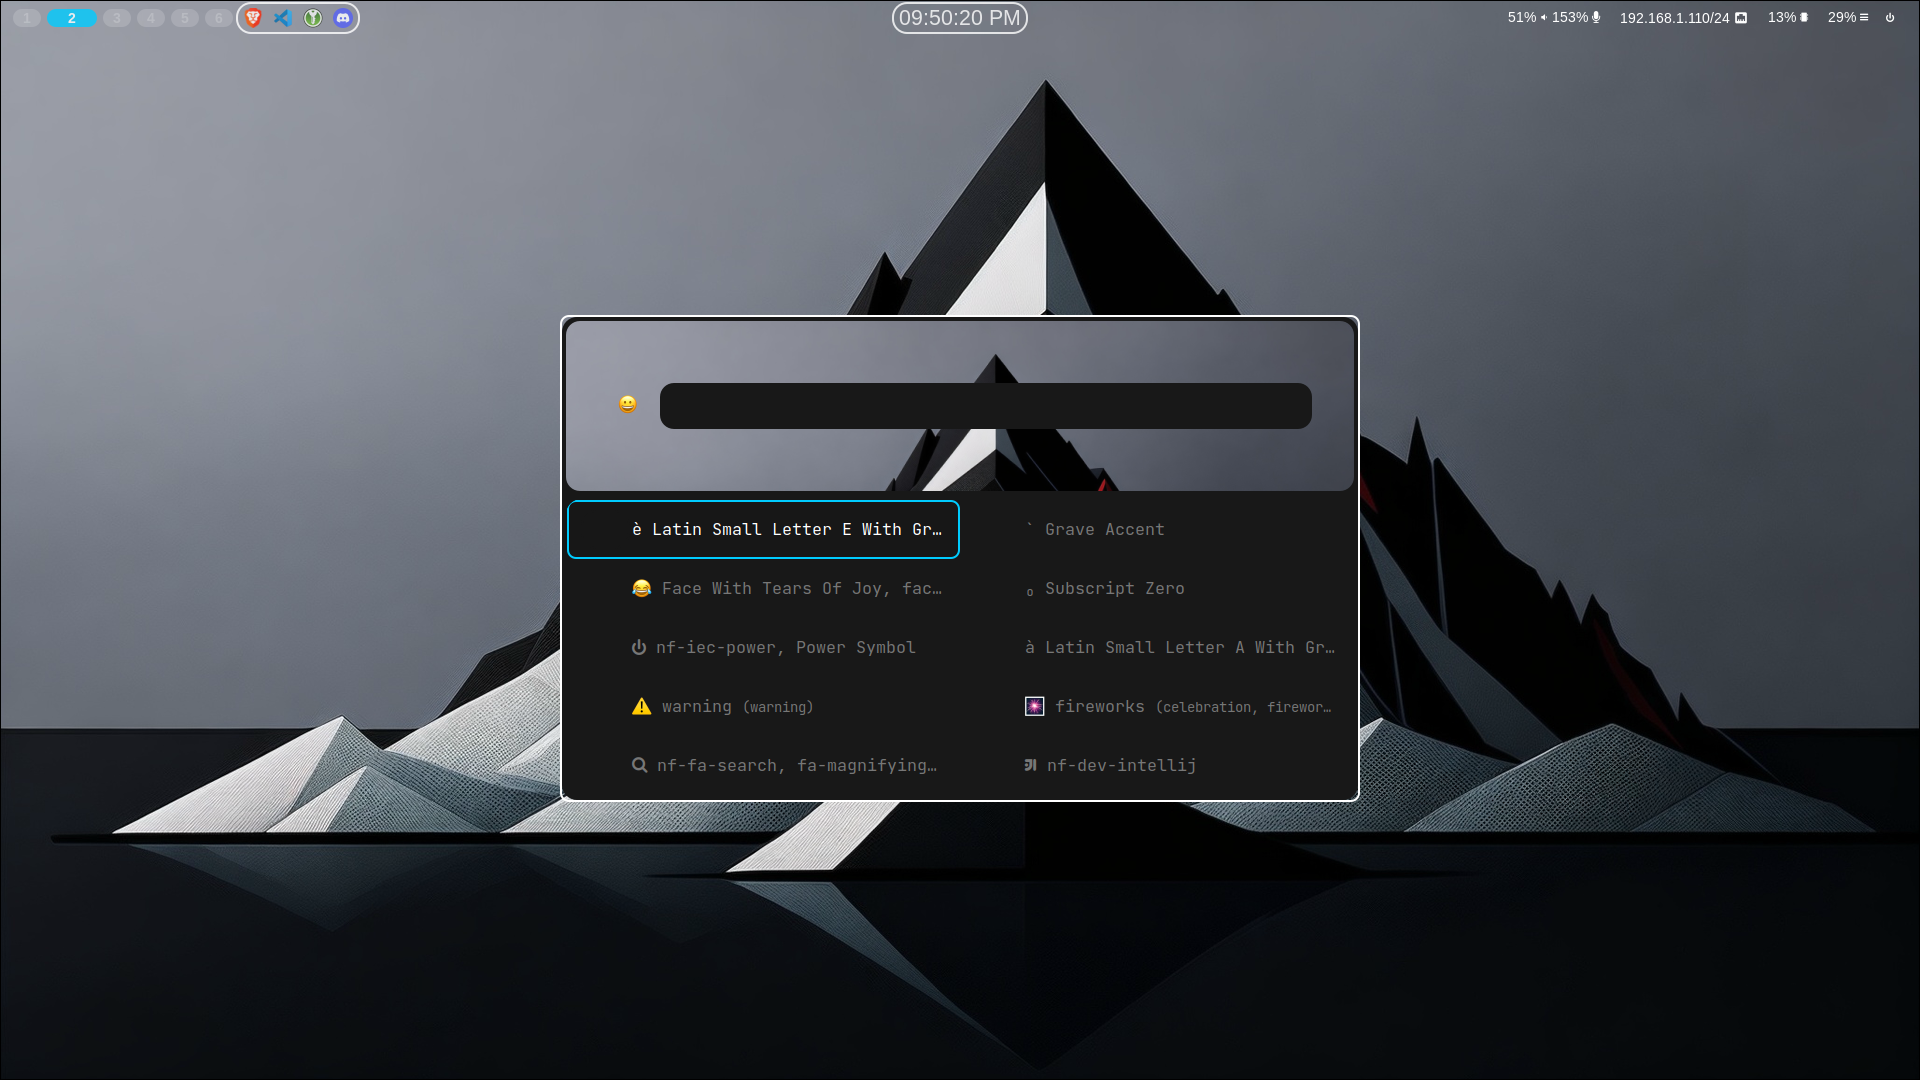 1 2 3 4 5 6
09:50:20 PM
51% 153% 192.168.1.110/24 13% 29%
è Latin Small Letter E With Gr…
` Grave Accent
😂 Face With Tears Of Joy, fac…
₀ Subscript Zero
⏻ nf-iec-power, Power Symbol
à Latin Small Letter A With Gr…
⚠️ warning (warning)
🎆 fireworks (celebration, firewor…
nf-fa-search, fa-magnifying…
nf-dev-intellij